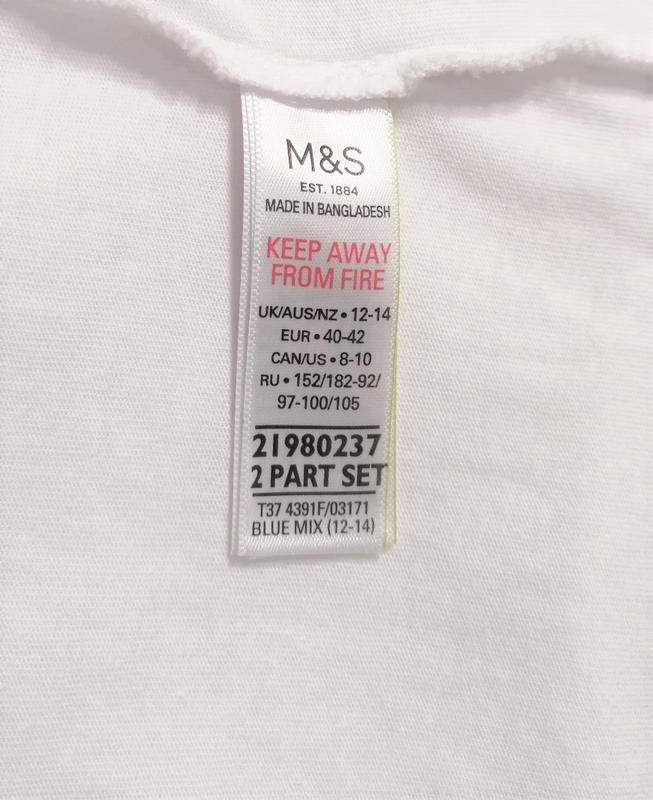 M&S
EST. 1884
MADE IN BANGLADESH
KEEP AWAY
FROM FIRE
UK/AUS/NZ • 12-14
EUR • 40-42
CAN/US • 8-10
RU • 152/182-92/
97-100/105
21980237
2 PART SET
T37 4391F/03171
BLUE MIX (12-14)